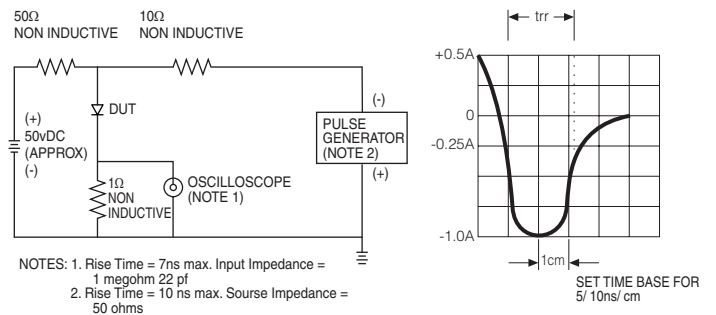 50Ω
NON INDUCTIVE
10Ω
NON INDUCTIVE
(+)
50vDC
(APPROX)
(-)
DUT
1Ω
NON
INDUCTIVE
OSCILLOSCOPE
(NOTE 1)
(-)
PULSE
GENERATOR
(NOTE 2)
(+)
NOTES: 1. Rise Time = 7ns max. Input Impedance =
1 megohm 22 pf
2. Rise Time = 10 ns max. Sourse Impedance =
50 ohms
trr
+0.5A
0
-0.25A
-1.0A
1cm
SET TIME BASE FOR
5/ 10ns/ cm